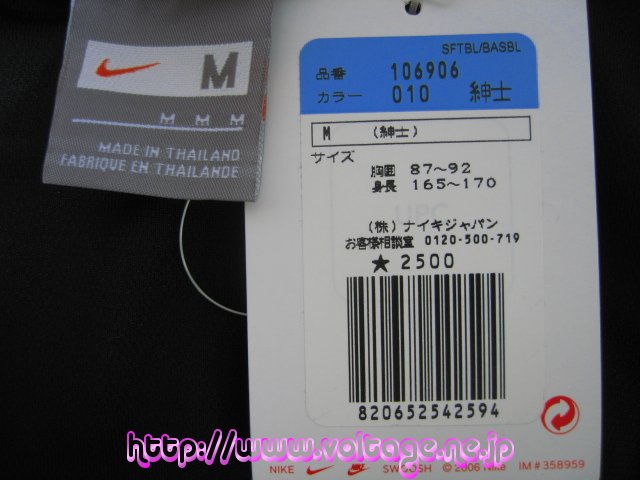 M
M M M
MADE IN THAILAND
FABRIQUE EN THAILANDE
SFTBL/BASBL
品番 106906
カラー 010 紳士
M (紳士)
サイズ
胸囲 87~92
身長 165~170
(株)ナイキジャパン
お客様相談室 0120-500-719
★2500
820652542594
http://www.voltage.ne.jp
NIKE SWOOSH © 2006 Nike IM # 358959